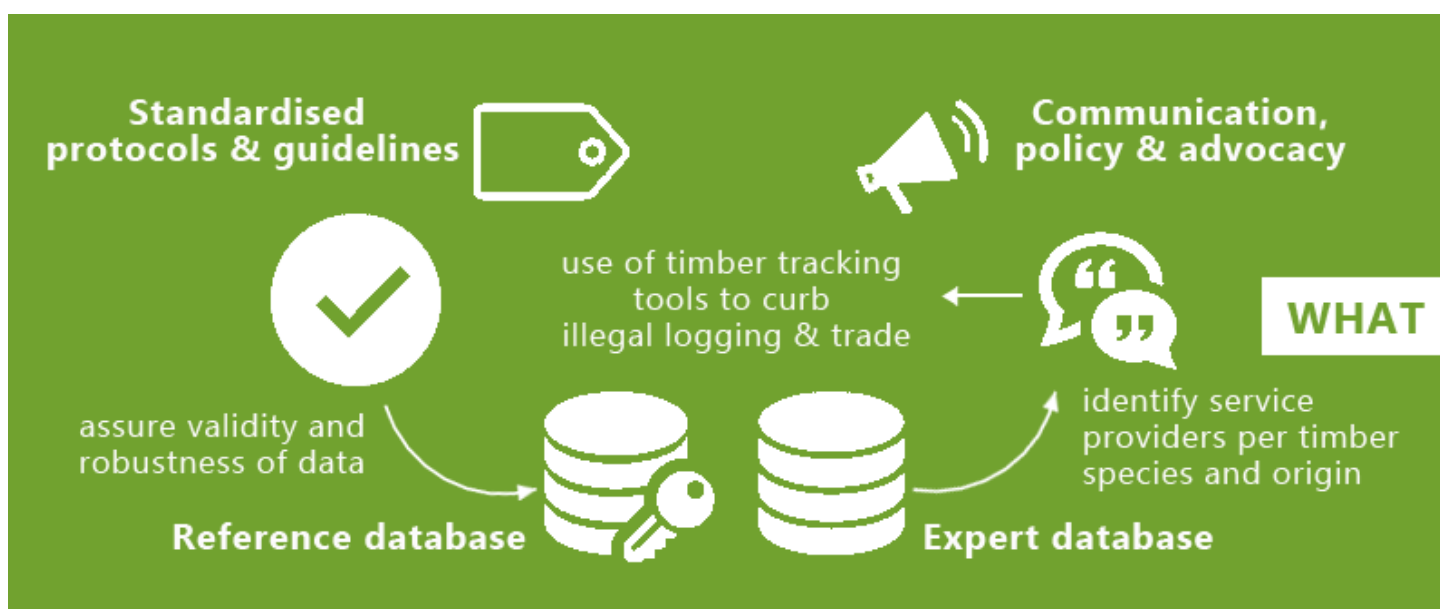 Standardised
protocols & guidelines
Communication,
policy & advocacy
use of timber tracking
tools to curb
illegal logging & trade
WHAT
assure validity and
robustness of data
identify service
providers per timber
species and origin
Reference database
Expert database